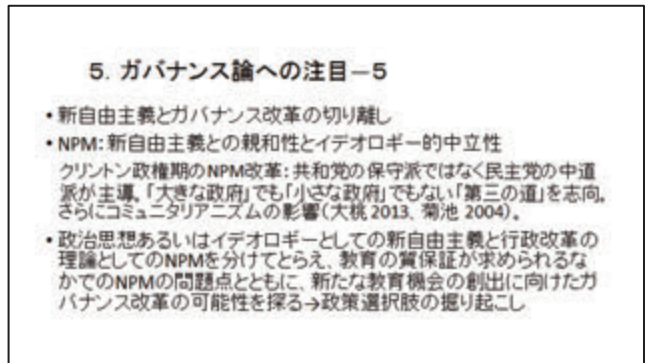 5. ガバナンス論への注目－5
• 新自由主義とガバナンス改革の切り離し
• NPM：新自由主義との親和性とイデオロギー的中立性
クリントン政権期のNPM改革：共和党の保守派ではなく民主党の中道
派が主導。「大きな政府」でも「小さな政府」でもない「第三の道」を志向。
さらにコミュニタリアニズムの影響（大桃 2013、菊池 2004）。
• 政治思想あるいはイデオロギーとしての新自由主義と行政改革の
理論としてのNPMを分けてとらえ、教育の質保証が求められるな
かでのNPMの問題点とともに、新たな教育機会の創出に向けたガ
バナンス改革の可能性を探る→政策選択肢の掘り起こし